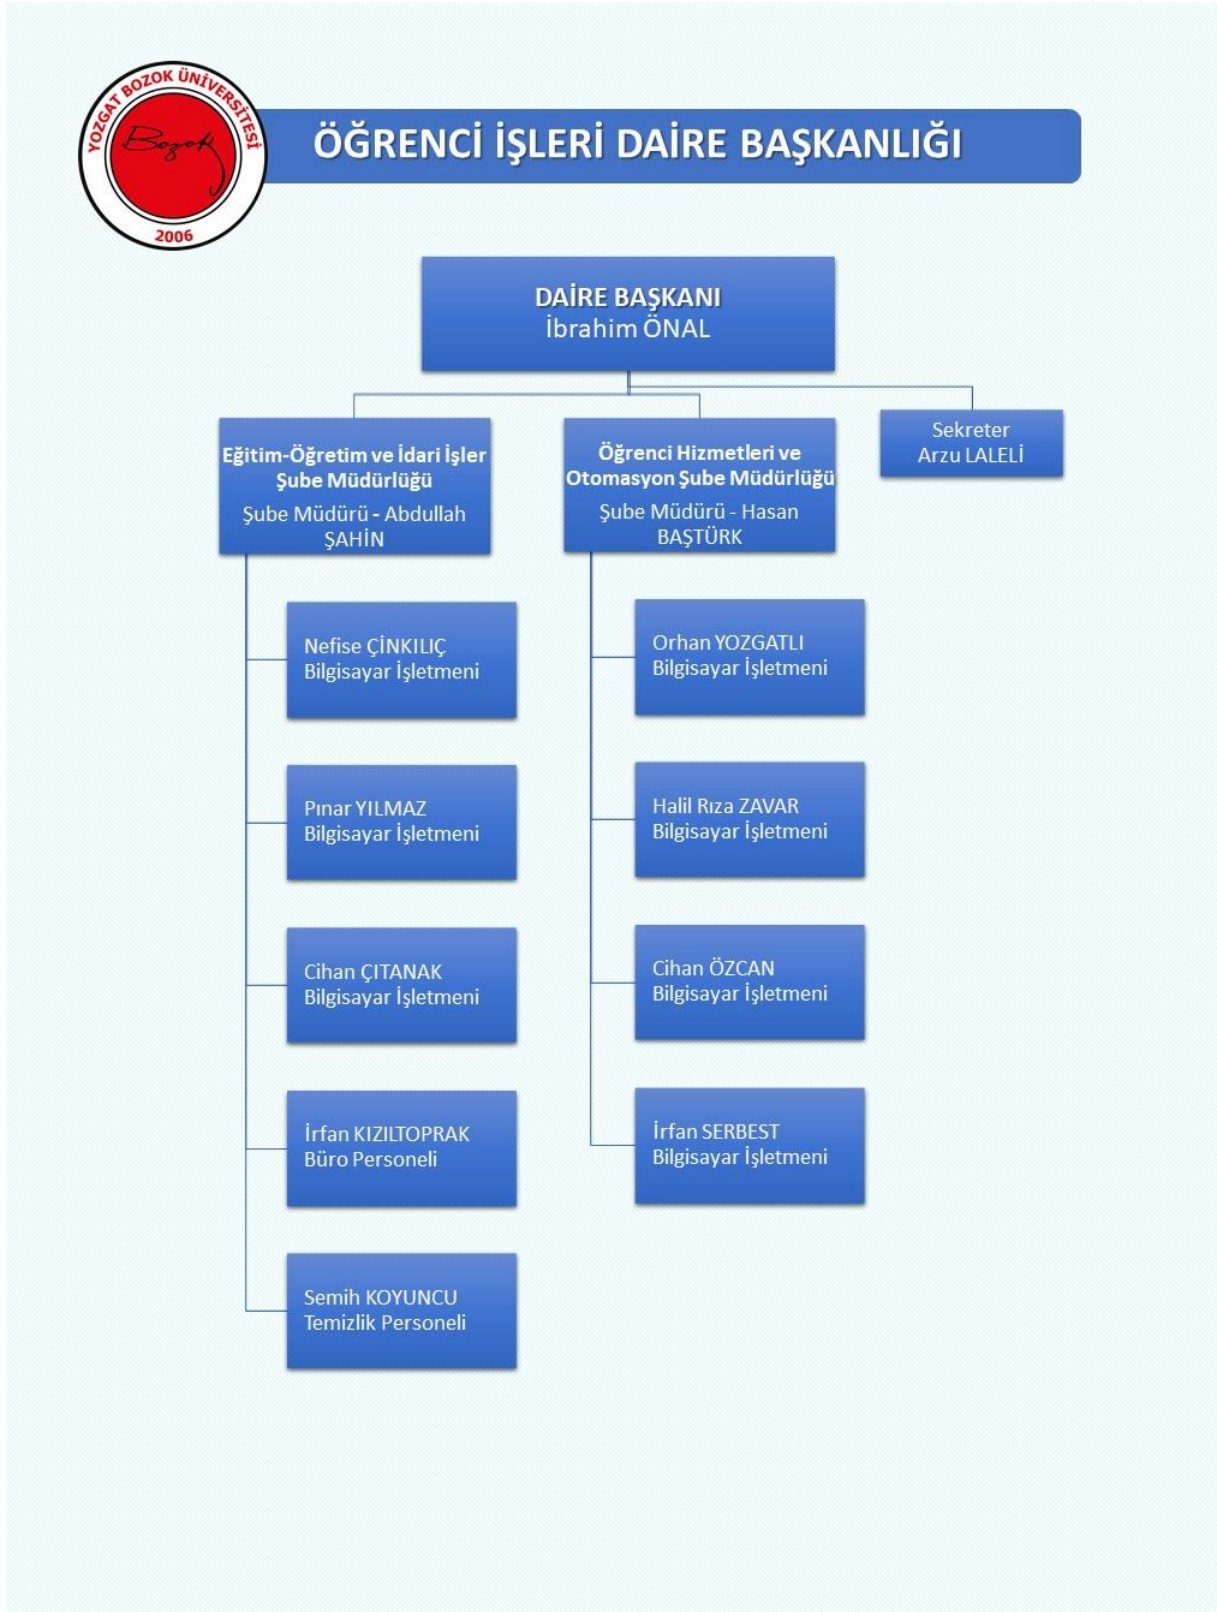 YOZGAT BOZOK ÜNİVERSİTESİ
Bozok
2006
ÖĞRENCİ İŞLERİ DAİRE BAŞKANLIĞI
DAİRE BAŞKANI
İbrahim ÖNAL
Eğitim-Öğretim ve İdari İşler
Şube Müdürlüğü
Şube Müdürü - Abdullah
ŞAHİN
Öğrenci Hizmetleri ve
Otomasyon Şube Müdürlüğü
Şube Müdürü - Hasan
BAŞTÜRK
Sekreter
Arzu LALELİ
Nefise ÇİNKILIÇ
Bilgisayar İşletmeni
Pınar YILMAZ
Bilgisayar İşletmeni
Cihan ÇITANAK
Bilgisayar İşletmeni
İrfan KIZILTOPRAK
Büro Personeli
Semih KOYUNCU
Temizlik Personeli
Orhan YOZGATLI
Bilgisayar İşletmeni
Halil Rıza ZAVAR
Bilgisayar İşletmeni
Cihan ÖZCAN
Bilgisayar İşletmeni
İrfan SERBEST
Bilgisayar İşletmeni